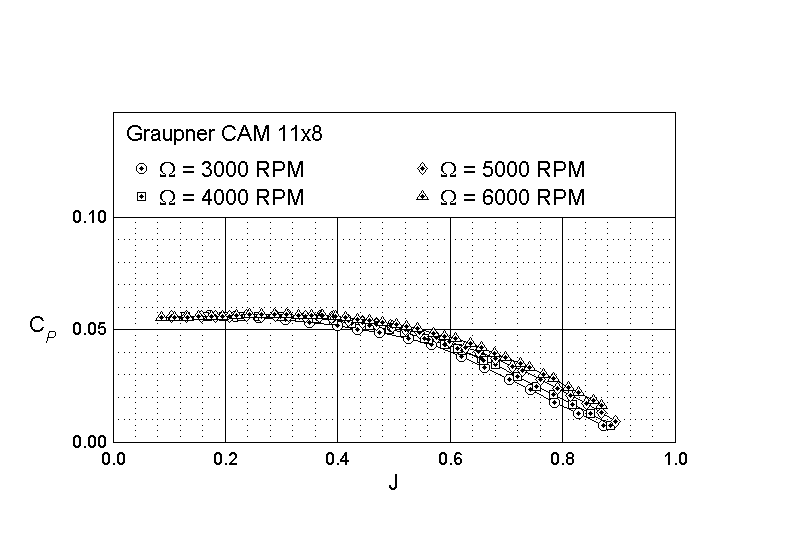 Graupner CAM 11x8
Ω = 3000 RPM
Ω = 5000 RPM
Ω = 4000 RPM
Ω = 6000 RPM
0.10
C_P
0.05
0.00
0.0 0.2 0.4 0.6 0.8 1.0
J